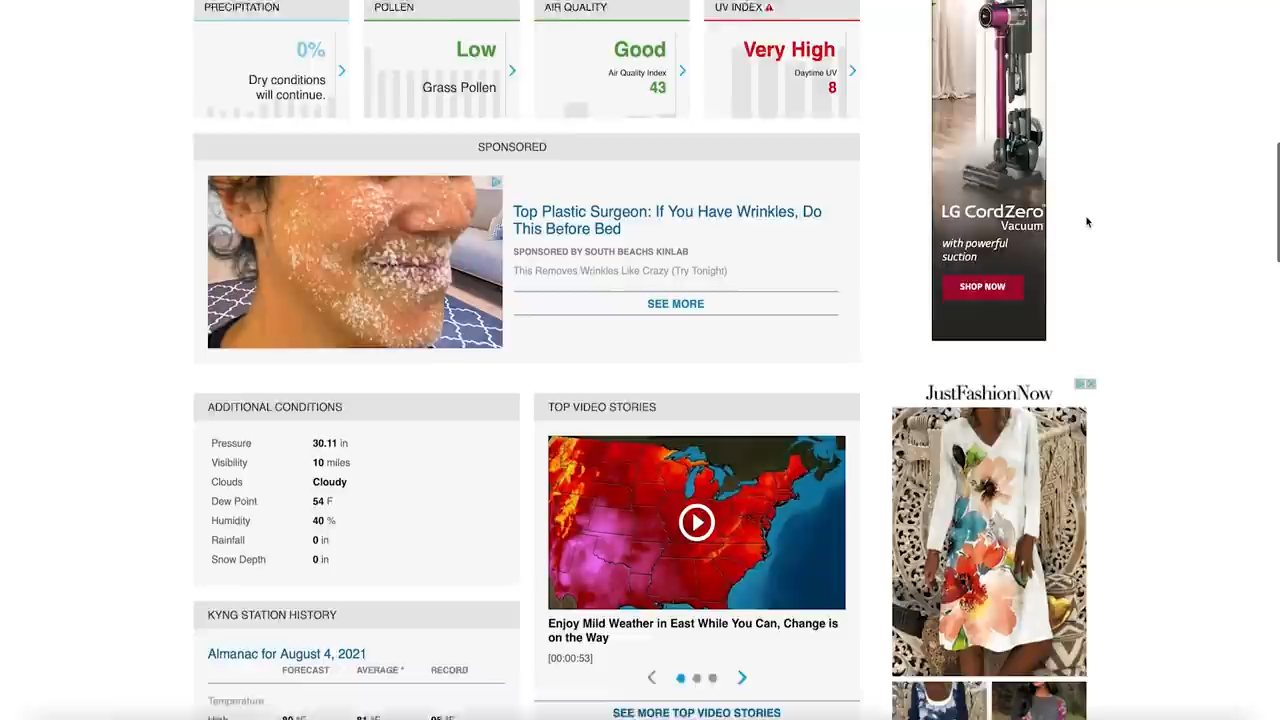 PRECIPITATION
0%
Dry conditions
will continue.
POLLEN
Low
Grass Pollen
AIR QUALITY
Good
Air Quality Index
43
UV INDEX
Very High
Daytime UV
8
SPONSORED
Top Plastic Surgeon: If You Have Wrinkles, Do
This Before Bed
SPONSORED BY SOUTH BEACHS KINLAB
This Removes Wrinkles Like Crazy (Try Tonight)
SEE MORE
LG CordZero
Vacuum
with powerful
suction
SHOP NOW
JustFashionNow
ADDITIONAL CONDITIONS
Pressure 30.11 in
Visibility 10 miles
Clouds Cloudy
Dew Point 54 F
Humidity 40 %
Rainfall 0 in
Snow Depth 0 in
TOP VIDEO STORIES
Enjoy Mild Weather in East While You Can, Change is
on the Way
[00:00:53]
SEE MORE TOP VIDEO STORIES
KYNG STATION HISTORY
Almanac for August 4, 2021
FORECAST AVERAGE * RECORD
Temperature